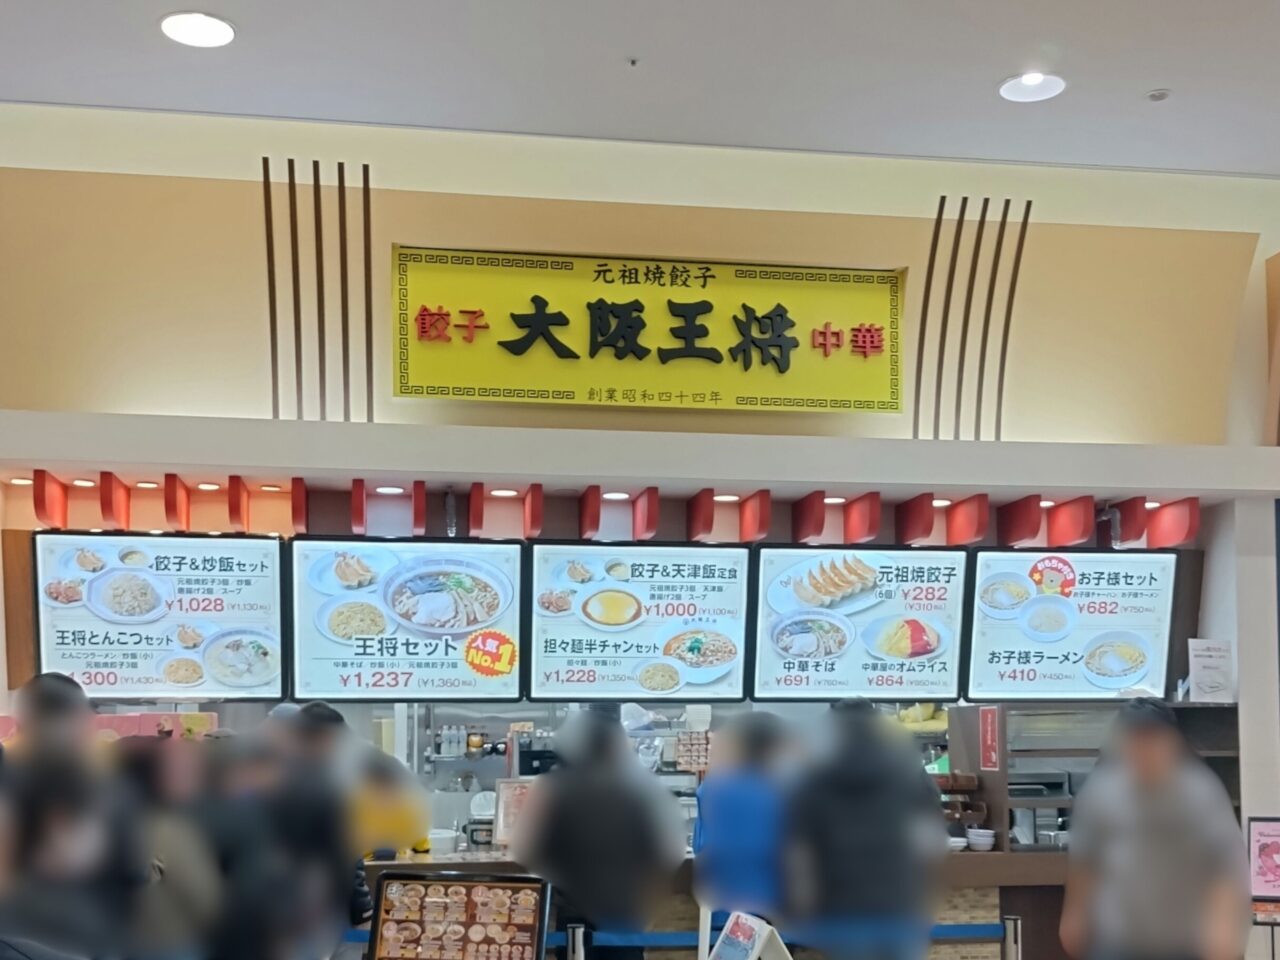 元祖焼餃子
餃子 大阪王将 中華
創業昭和四十四年
餃子&炒飯セット
元祖焼餃子3個/炒飯
唐揚げ2個/スープ
¥1,028(¥1,130税込)
王将とんこつセット
とんこつラーメン/炒飯(小)
元祖焼餃子3個
1,300(¥1,430税込)
王将セット
中華そば/炒飯(小)/元祖焼餃子3個
¥1,237(¥1,360税込)
人気
No.1
餃子&天津飯定食
元祖焼餃子3個/天津飯
唐揚げ2個/スープ
¥1,000(¥1,100税込)
担々麺半チャンセット
担々麺/炒飯(小)
¥1,228(¥1,350税込)
元祖焼餃子
(6個) ¥282
(¥310税込)
中華そば
¥691(¥760税込)
中華屋のオムライス
¥864(¥950税込)
おもちゃ付き
お子様セット
お子様チャーハン/お子様ラーメン
¥682(¥750税込)
お子様ラーメン
¥410(¥450税込)